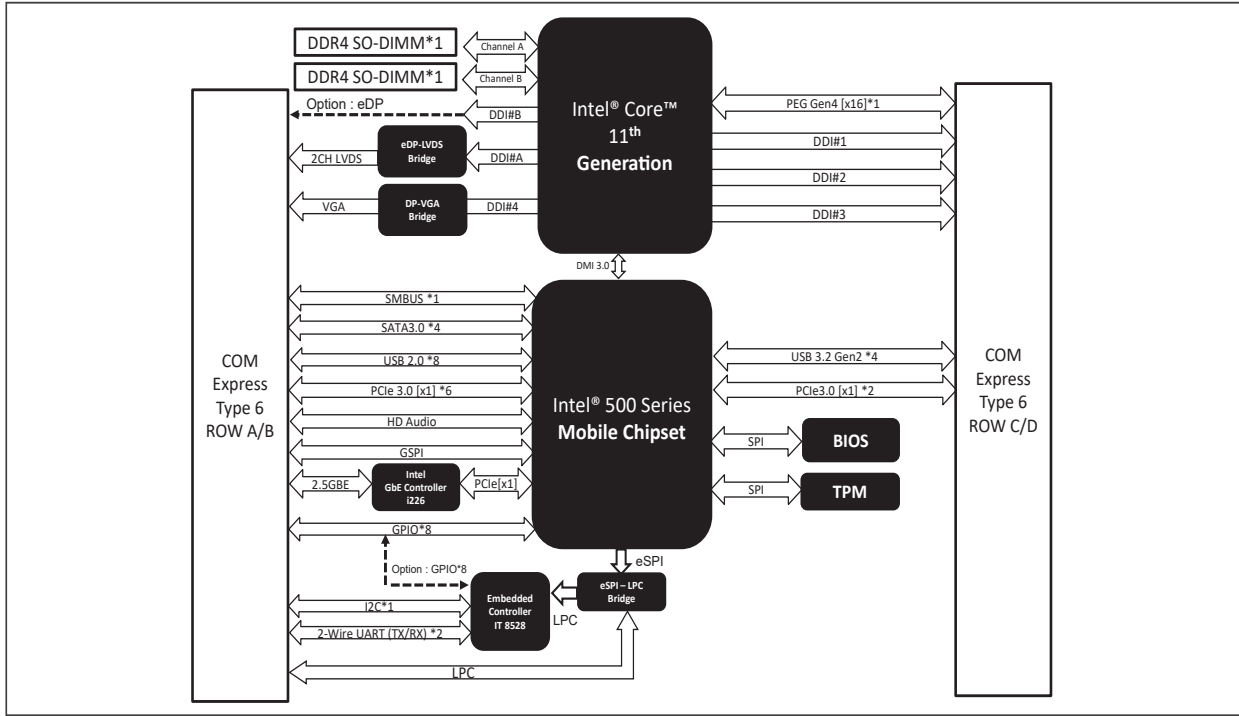 DDR4 SO-DIMM*1
Channel A
DDR4 SO-DIMM*1
Channel B
Option : eDP
DDI#B
2CH LVDS
eDP-LVDS
Bridge
DDI#A
VGA
DP-VGA
Bridge
DDI#4
Intel® Core™
11th
Generation
PEG Gen4 [x16]*1
DDI#1
DDI#2
DDI#3
DMI 3.0
COM
Express
Type 6
ROW A/B
SMBUS *1
SATA3.0 *4
USB 2.0 *8
PCIe 3.0 [x1] *6
HD Audio
GSPI
2.5GBE
Intel
GbE Controller
i226
PCIe[x1]
GPIO*8
Option : GPIO*8
Intel® 500 Series
Mobile Chipset
USB 3.2 Gen2 *4
PCIe3.0 [x1] *2
SPI
BIOS
SPI
TPM
COM
Express
Type 6
ROW C/D
eSPI
eSPI – LPC
Bridge
LPC
Embedded
Controller
IT 8528
I2C*1
2-Wire UART (TX/RX) *2
LPC